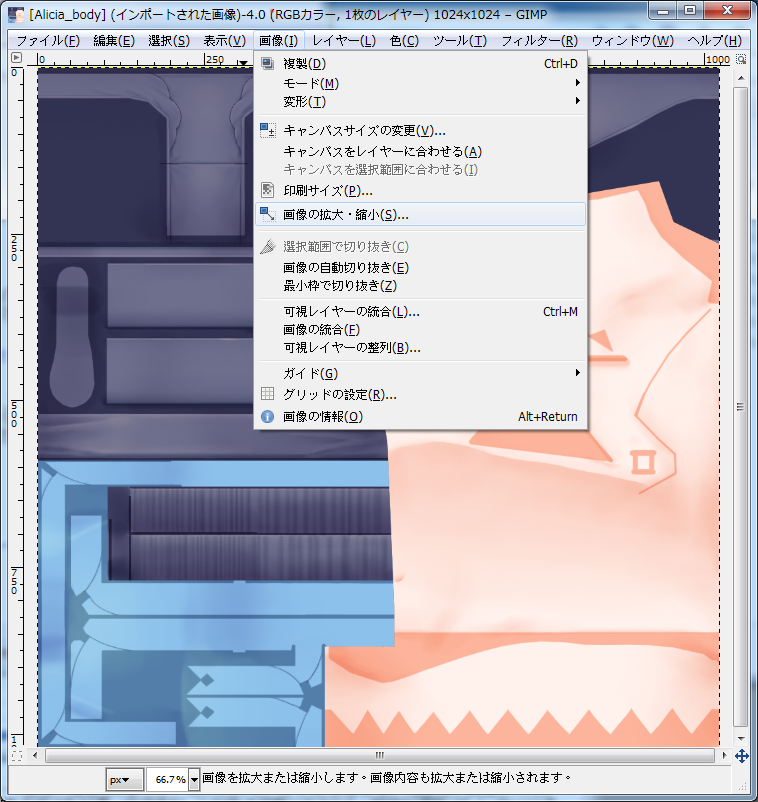 [Alicia_body] (インポートされた画像)-4.0 (RGBカラー, 1枚のレイヤー) 1024x1024 – GIMP
ファイル(F) 編集(E) 選択(S) 表示(V) 画像(I) レイヤー(L) 色(C) ツール(T) フィルター(R) ウィンドウ(W) ヘルプ(H)
0 250 1000
複製(D) Ctrl+D
モード(M)
変形(T)
キャンバスサイズの変更(V)...
キャンバスをレイヤーに合わせる(A)
キャンバスを選択範囲に合わせる(I)
印刷サイズ(P)...
画像の拡大・縮小(S)...
選択範囲で切り抜き(C)
画像の自動切り抜き(E)
最小枠で切り抜き(Z)
可視レイヤーの統合(L)... Ctrl+M
画像の統合(F)
可視レイヤーの整列(B)...
ガイド(G)
グリッドの設定(R)...
画像の情報(O) Alt+Return
0
250
500
750
px 66.7% 画像を拡大または縮小します。画像内容も拡大または縮小されます。